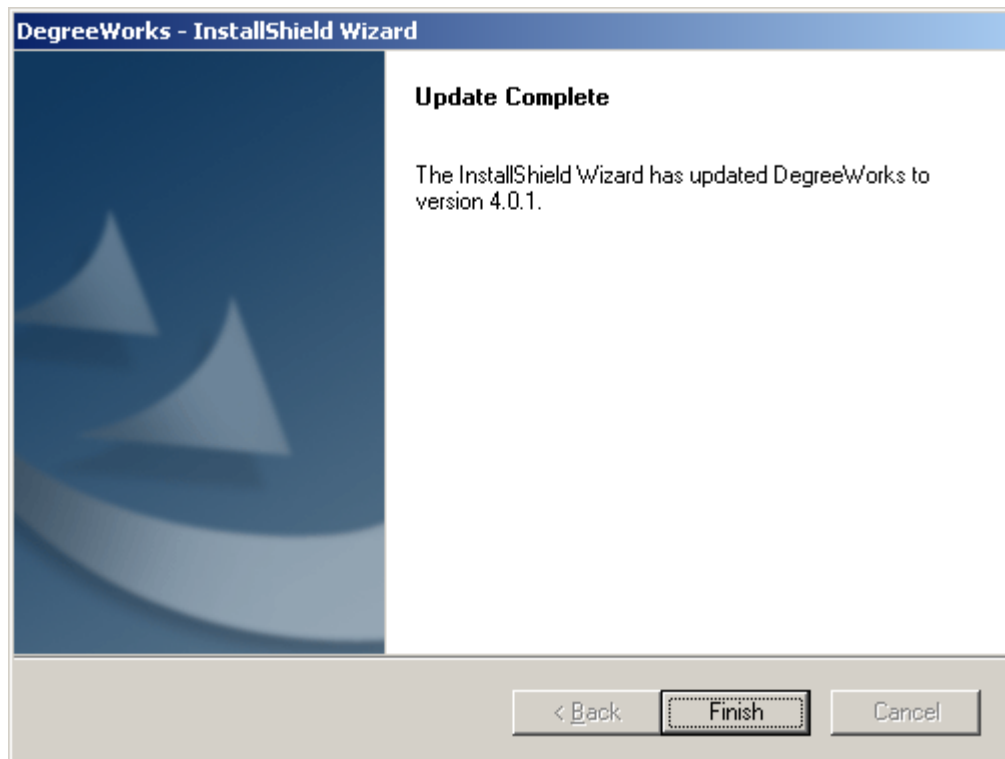 DegreeWorks - InstallShield Wizard
Update Complete
The InstallShield Wizard has updated DegreeWorks to
version 4.0.1.
< Back
Finish
Cancel